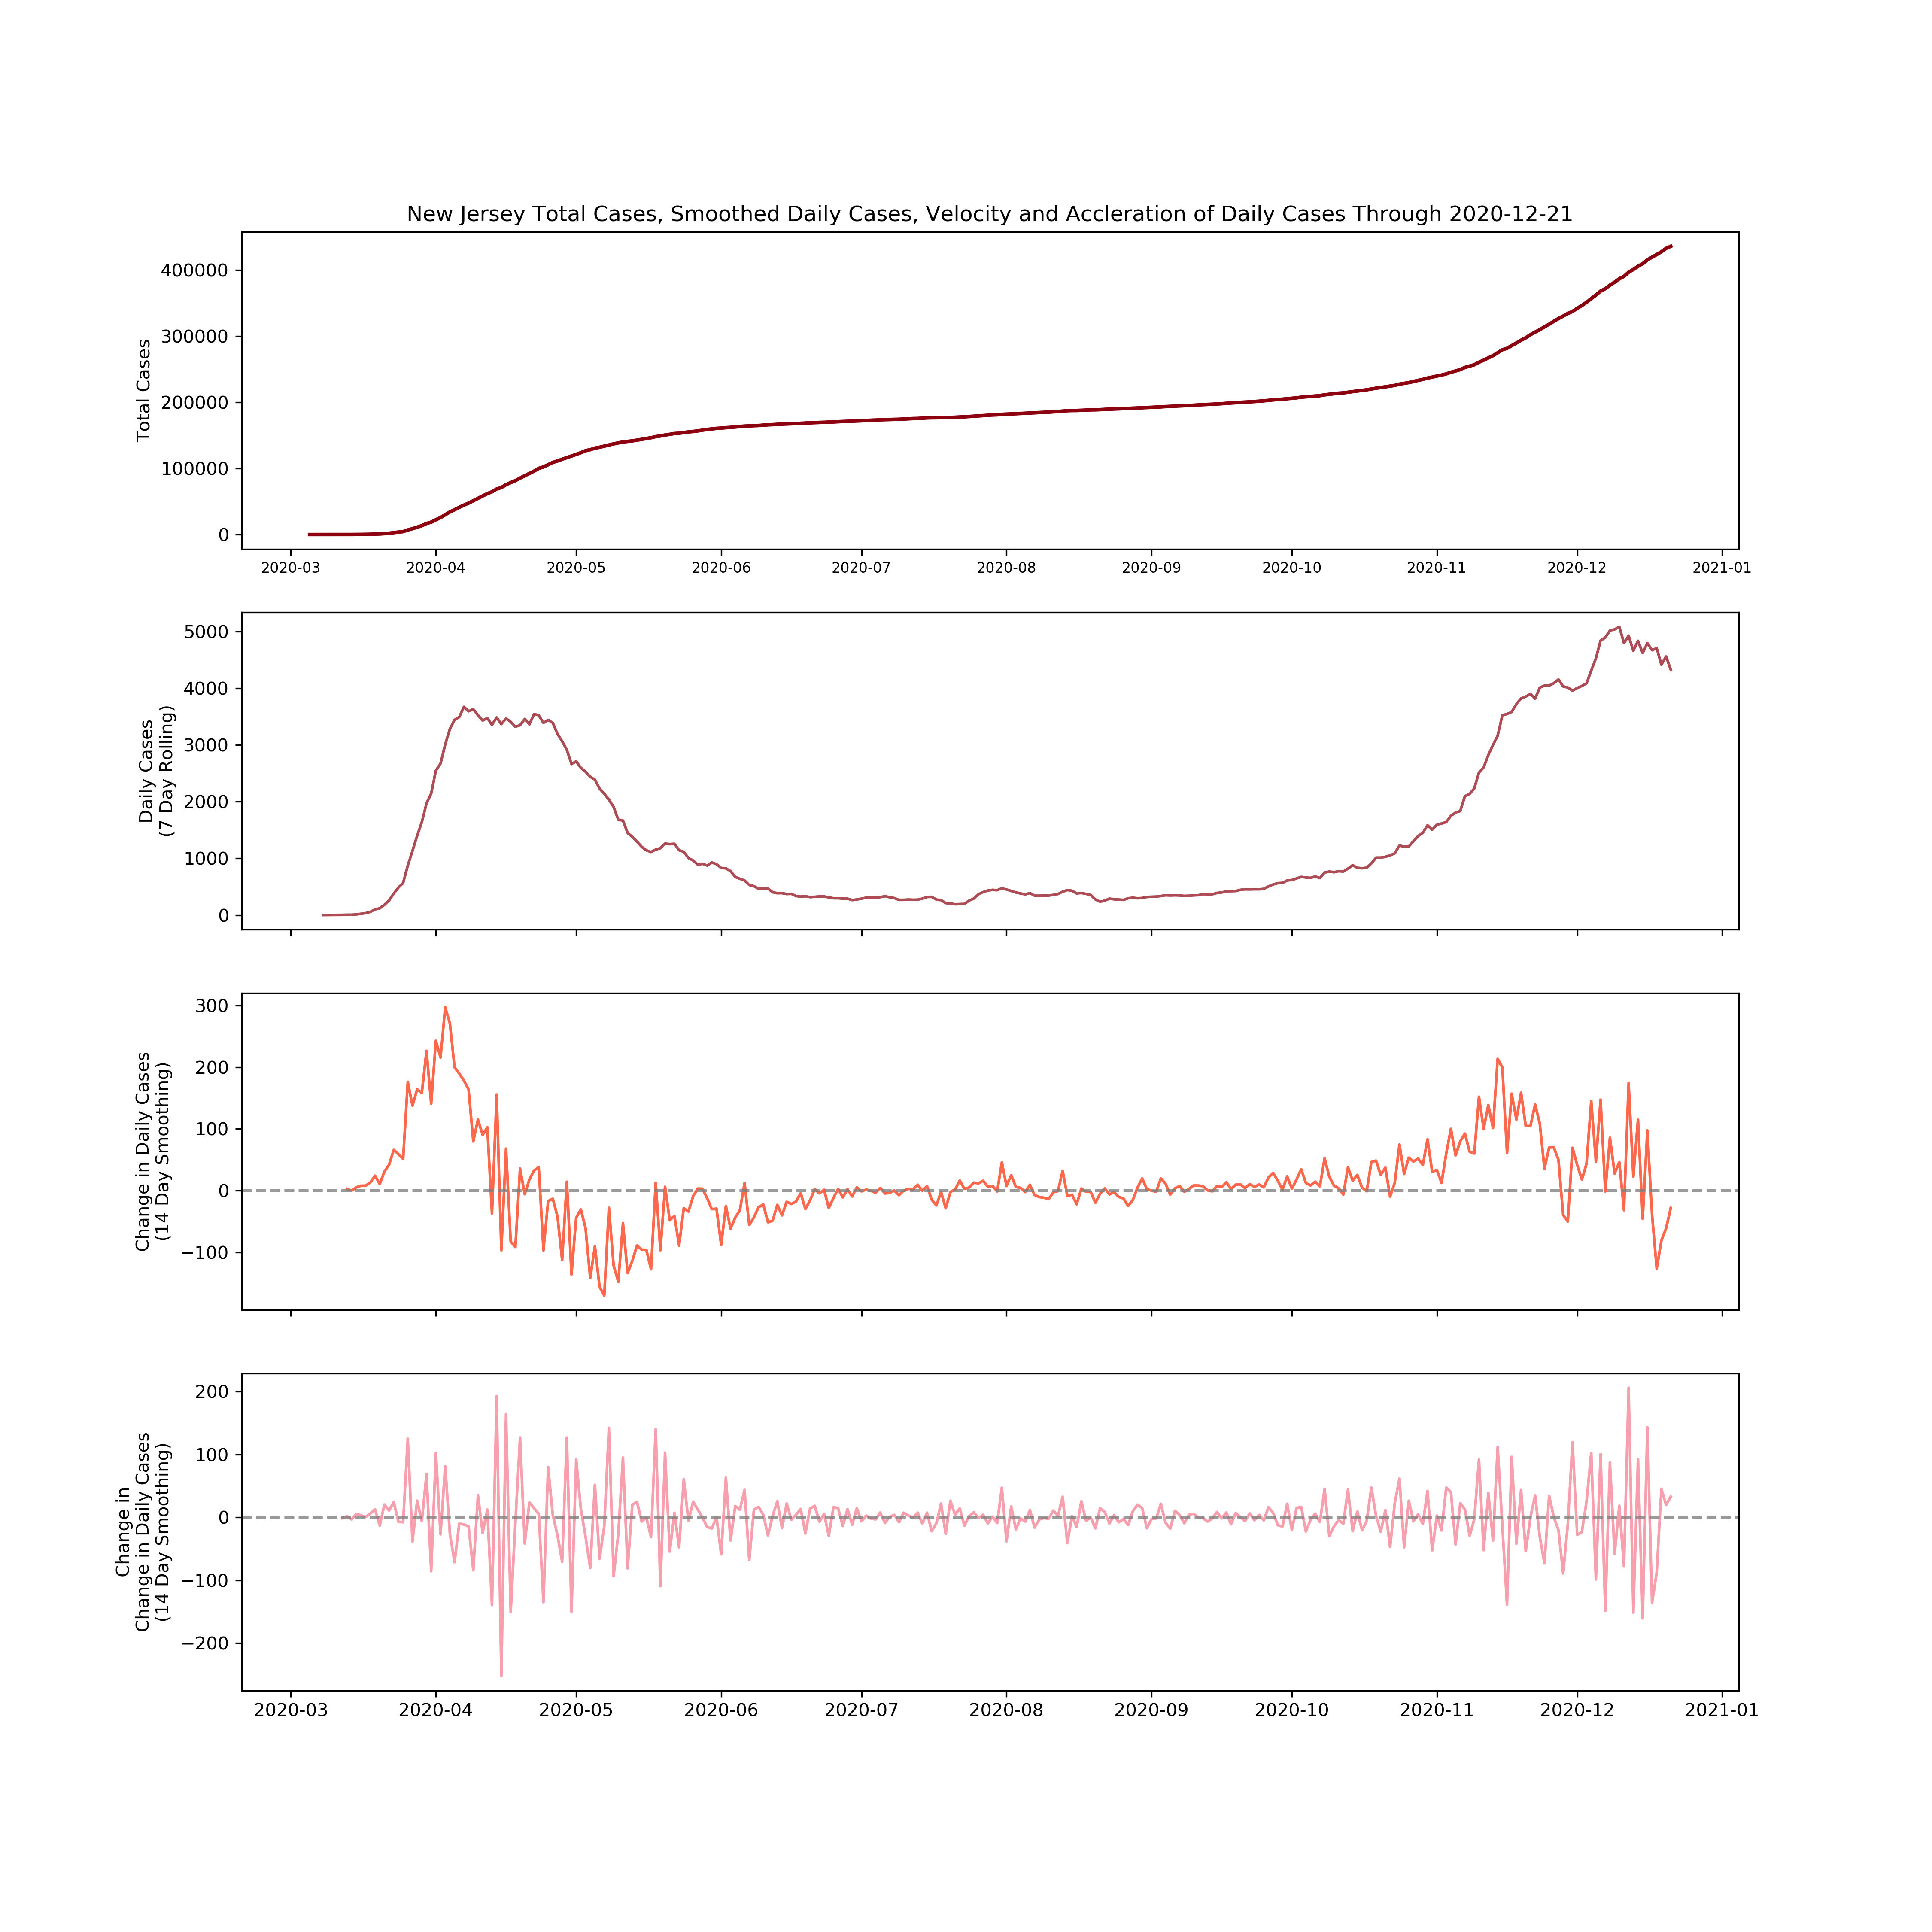 New Jersey Total Cases, Smoothed Daily Cases, Velocity and Accleration of Daily Cases Through 2020-12-21
Total Cases
400000
300000
200000
100000
0
2020-03 2020-04 2020-05 2020-06 2020-07 2020-08 2020-09 2020-10 2020-11 2020-12 2021-01
Daily Cases
(7 Day Rolling)
5000
4000
3000
2000
1000
0
Change in Daily Cases
(14 Day Smoothing)
300
200
100
0
−100
Change in
Change in Daily Cases
(14 Day Smoothing)
200
100
0
−100
−200
2020-03 2020-04 2020-05 2020-06 2020-07 2020-08 2020-09 2020-10 2020-11 2020-12 2021-01